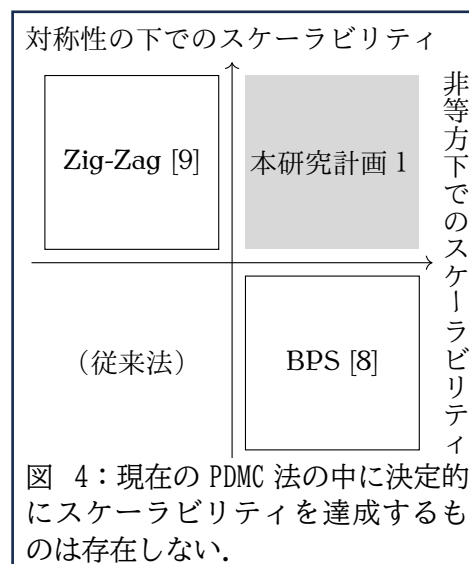 対称性の下でのスケーラビリティ
Zig-Zag [9]
本研究計画 1
非等方下でのスケーラビリティ
（従来法）
BPS [8]
図 4：現在の PDMC 法の中に決定的
にスケーラビリティを達成するも
のは存在しない．